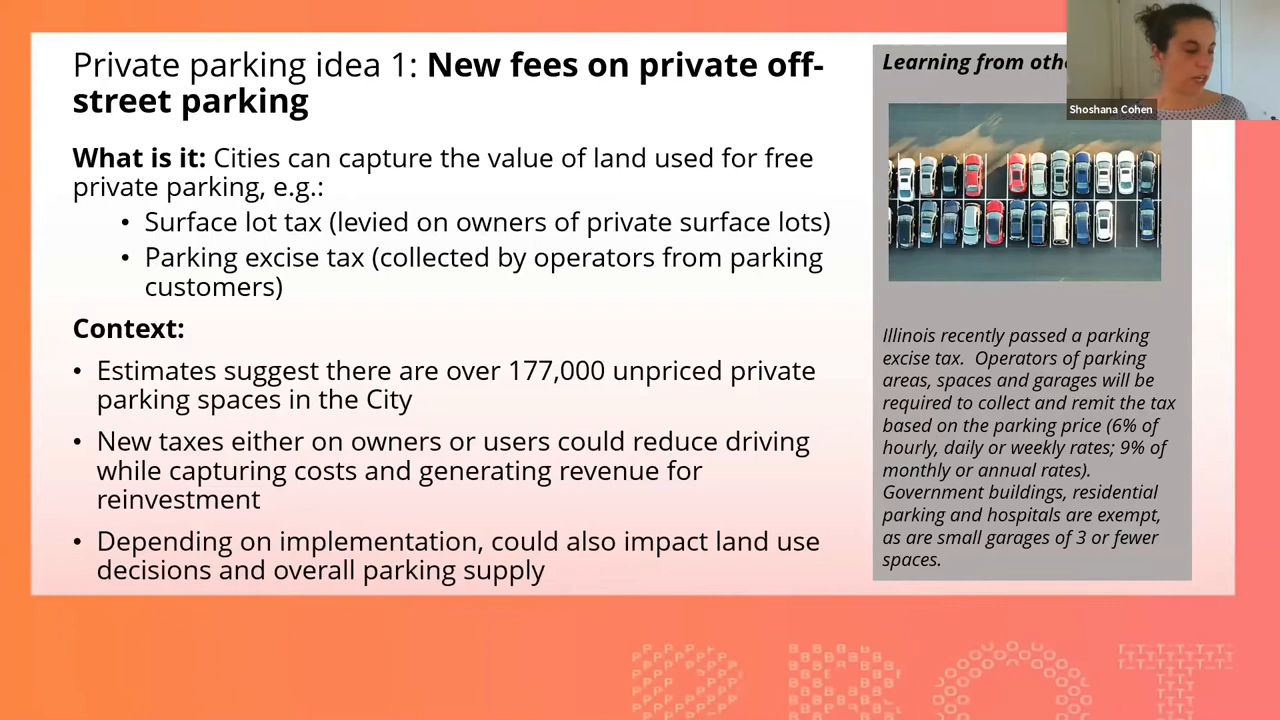 Private parking idea 1: New fees on private off-
street parking
What is it: Cities can capture the value of land used for free
private parking, e.g.:
• Surface lot tax (levied on owners of private surface lots)
• Parking excise tax (collected by operators from parking
customers)
Context:
• Estimates suggest there are over 177,000 unpriced private
parking spaces in the City
• New taxes either on owners or users could reduce driving
while capturing costs and generating revenue for
reinvestment
• Depending on implementation, could also impact land use
decisions and overall parking supply
Learning from
Shoshana Cohen
Illinois recently passed a parking
excise tax.  Operators of parking
areas, spaces and garages will be
required to collect and remit the tax
based on the parking price (6% of
hourly, daily or weekly rates; 9% of
monthly or annual rates).
Government buildings, residential
parking and hospitals are exempt,
as are small garages of 3 or fewer
spaces.
PBOT